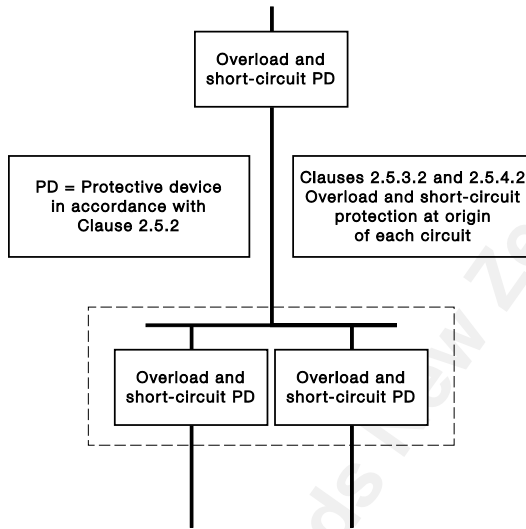 Overload and
short-circuit PD
PD = Protective device
in accordance with
Clause 2.5.2
Clauses 2.5.3.2 and 2.5.4.2
Overload and short-circuit
protection at origin
of each circuit
Overload and
short-circuit PD
Overload and
short-circuit PD